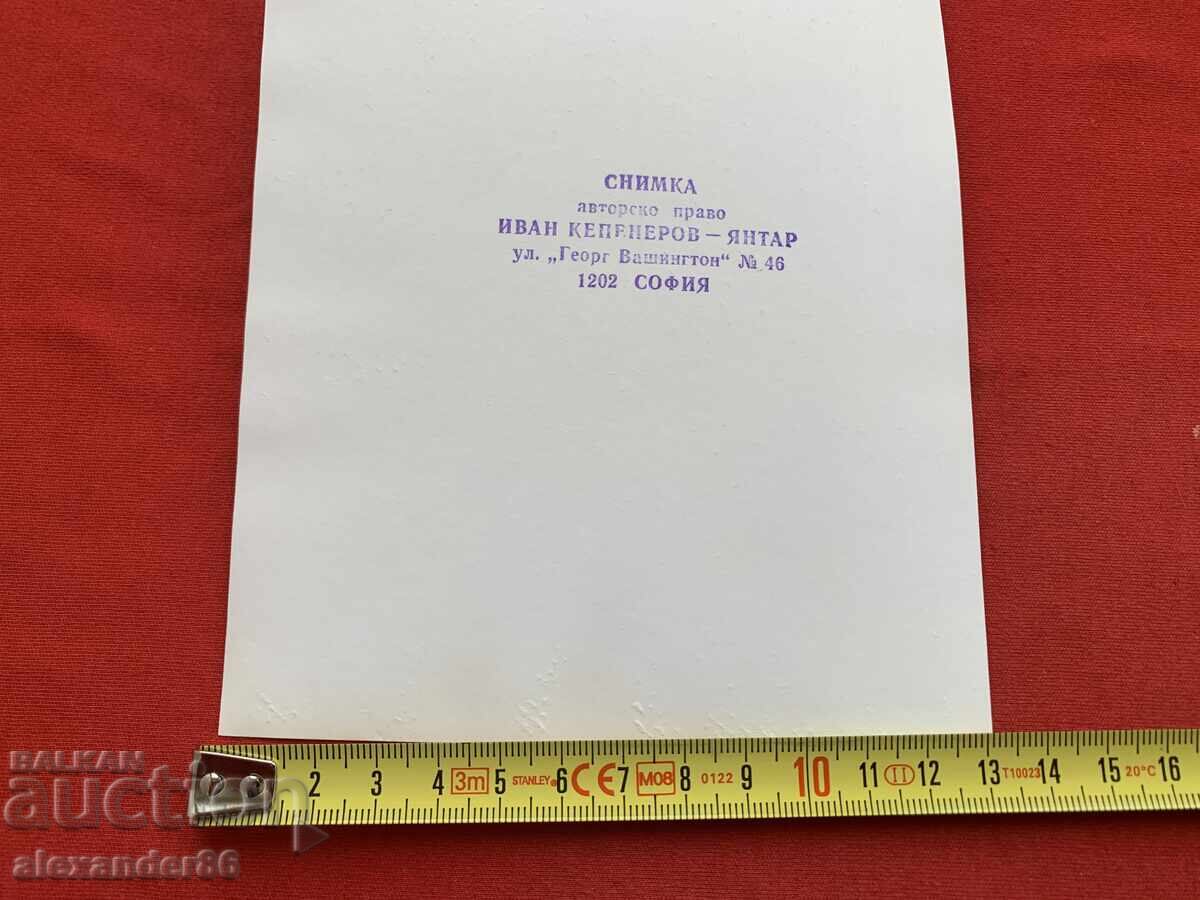 СНИМКА
авторско право
ИВАН КЕПЕНЕРОВ — ЯНТАР
ул. „Георг Вашингтон" № 46
1202 СОФИЯ
2 3 4 3m 5 STANLEY 6 CE 7 M08 8 0122 9 10 11 II 12 13 T10023 14 15 20°C 16
BALKAN
auction
alexander86